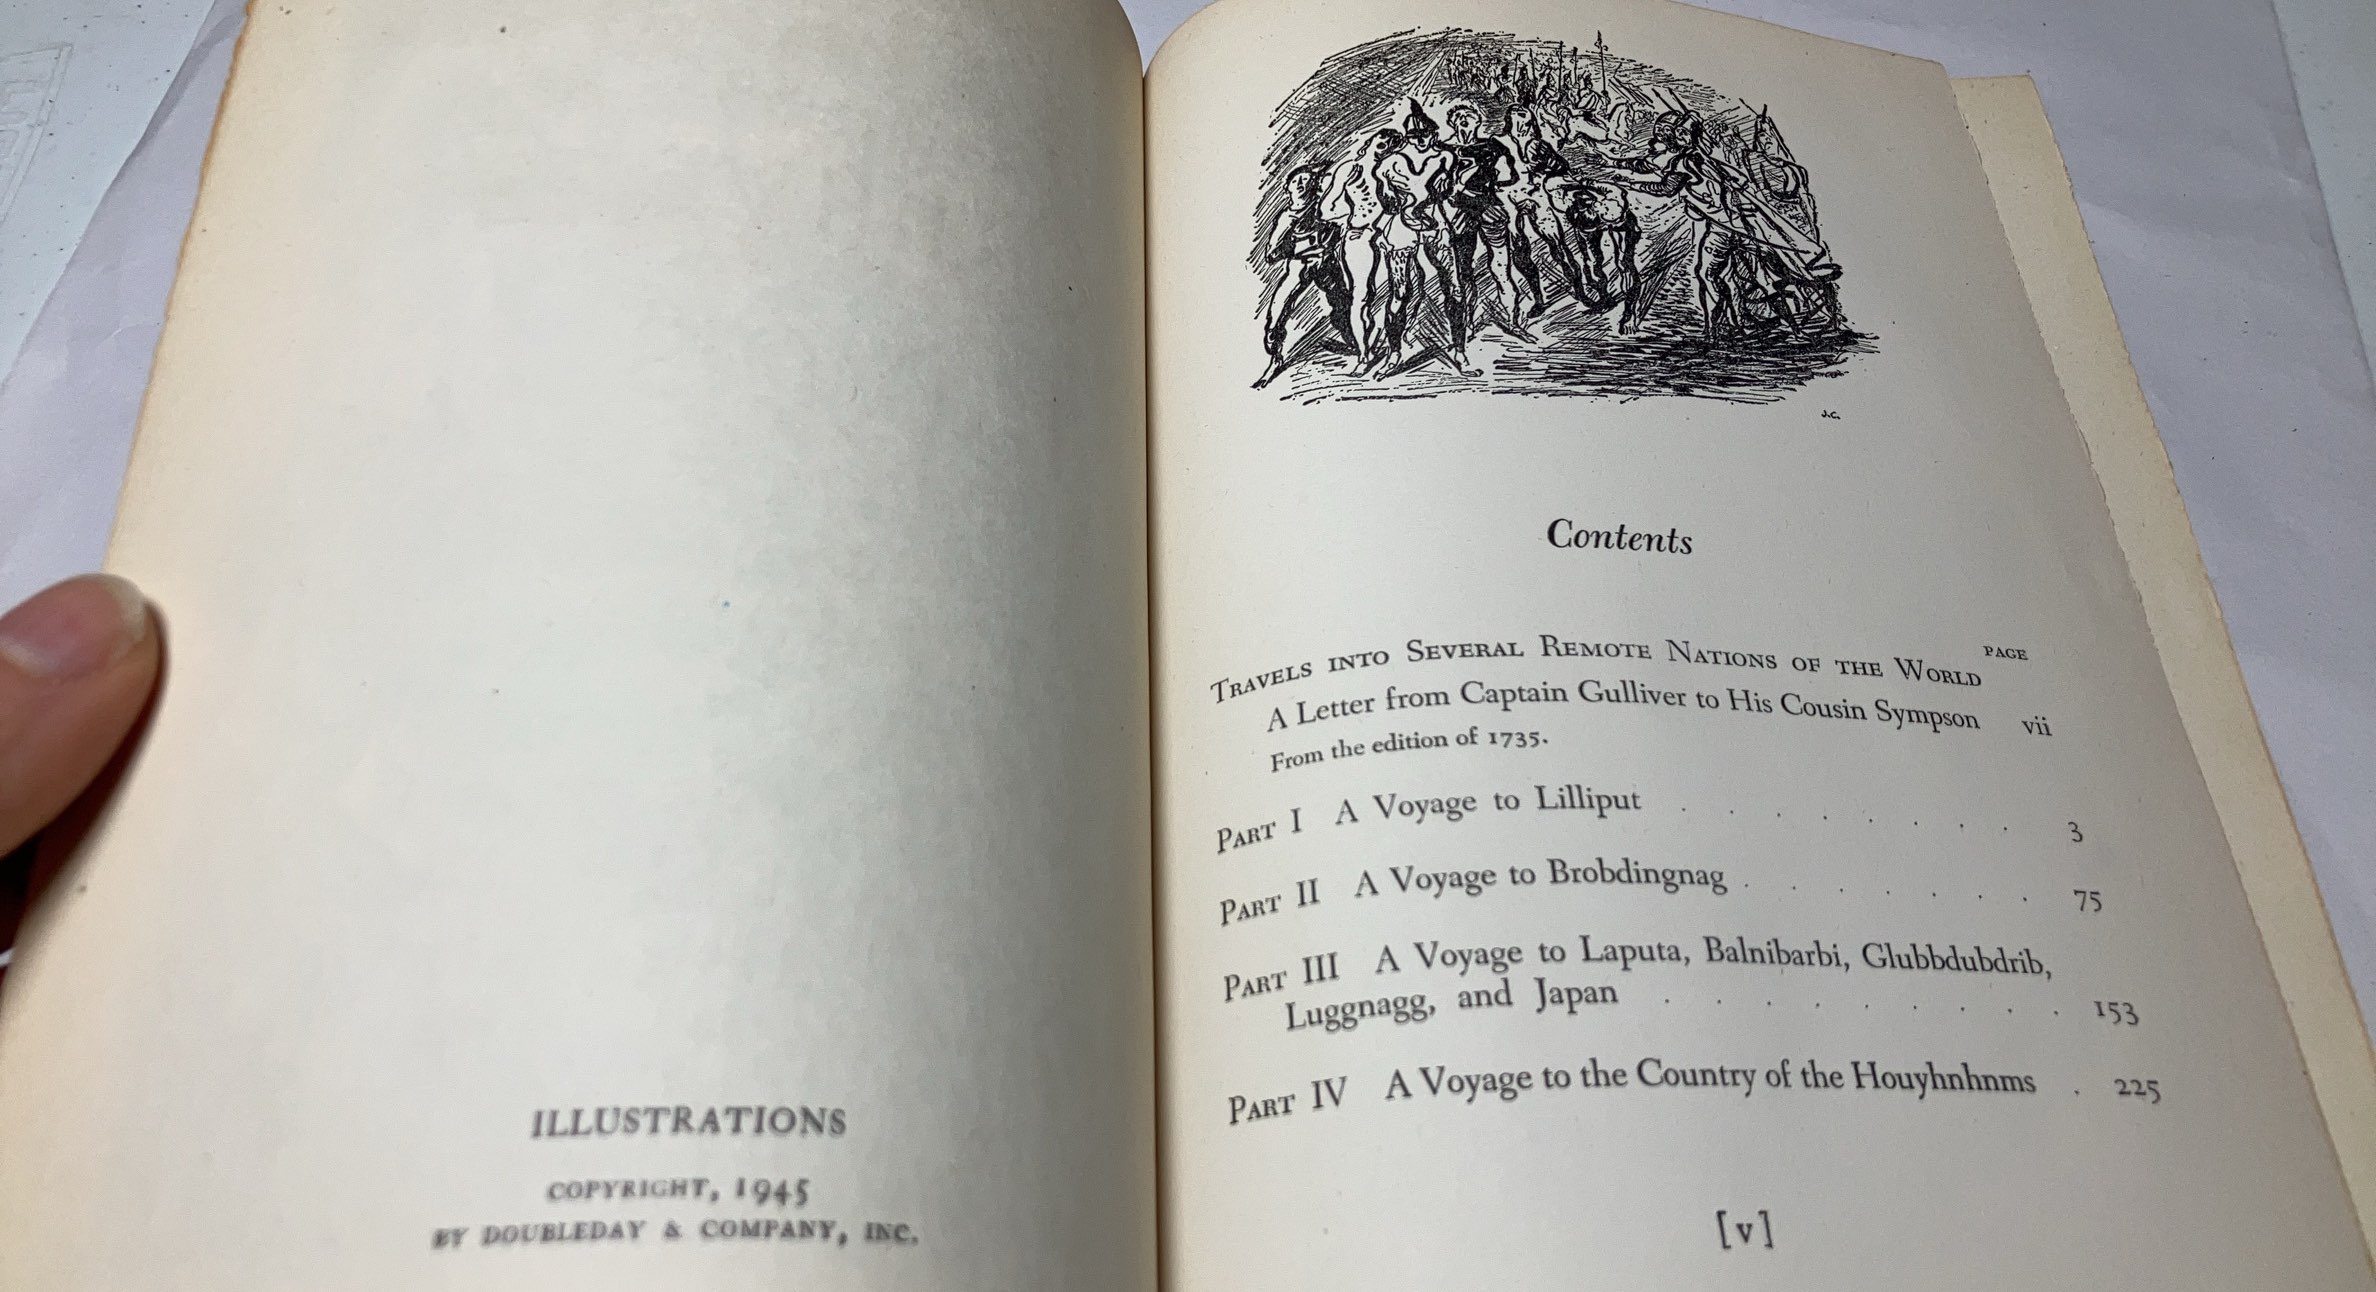 ILLUSTRATIONS
COPYRIGHT, 1945
BY DOUBLEDAY & COMPANY, INC.
J.C.
Contents
PAGE
TRAVELS INTO SEVERAL REMOTE NATIONS OF THE WORLD
A Letter from Captain Gulliver to His Cousin Sympson vii
From the edition of 1735.
PART I A Voyage to Lilliput . . . . . . . . 3
PART II A Voyage to Brobdingnag . . . . . . . 75
PART III A Voyage to Laputa, Balnibarbi, Glubbdubdrib,
Luggnagg, and Japan . . . . . . . . . 153
PART IV A Voyage to the Country of the Houyhnhnms . 225
[v]